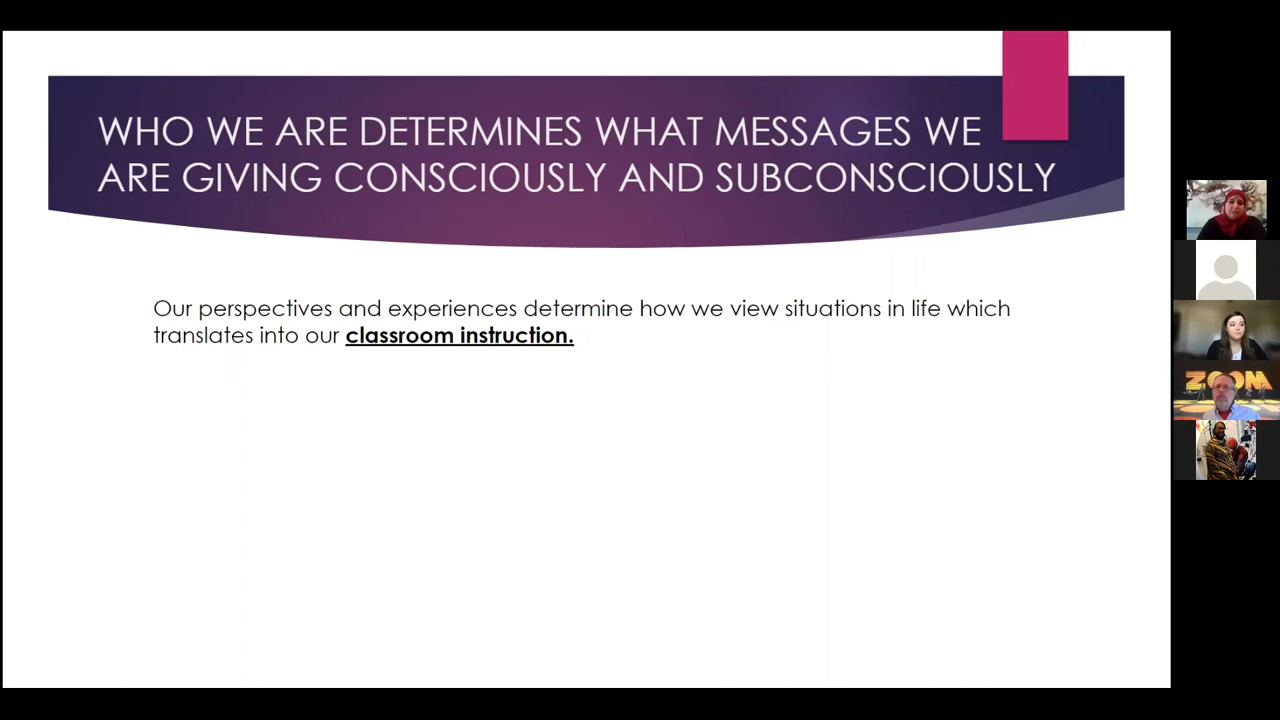 WHO WE ARE DETERMINES WHAT MESSAGES WE
ARE GIVING CONSCIOUSLY AND SUBCONSCIOUSLY
Our perspectives and experiences determine how we view situations in life which
translates into our classroom instruction.
ZOOM